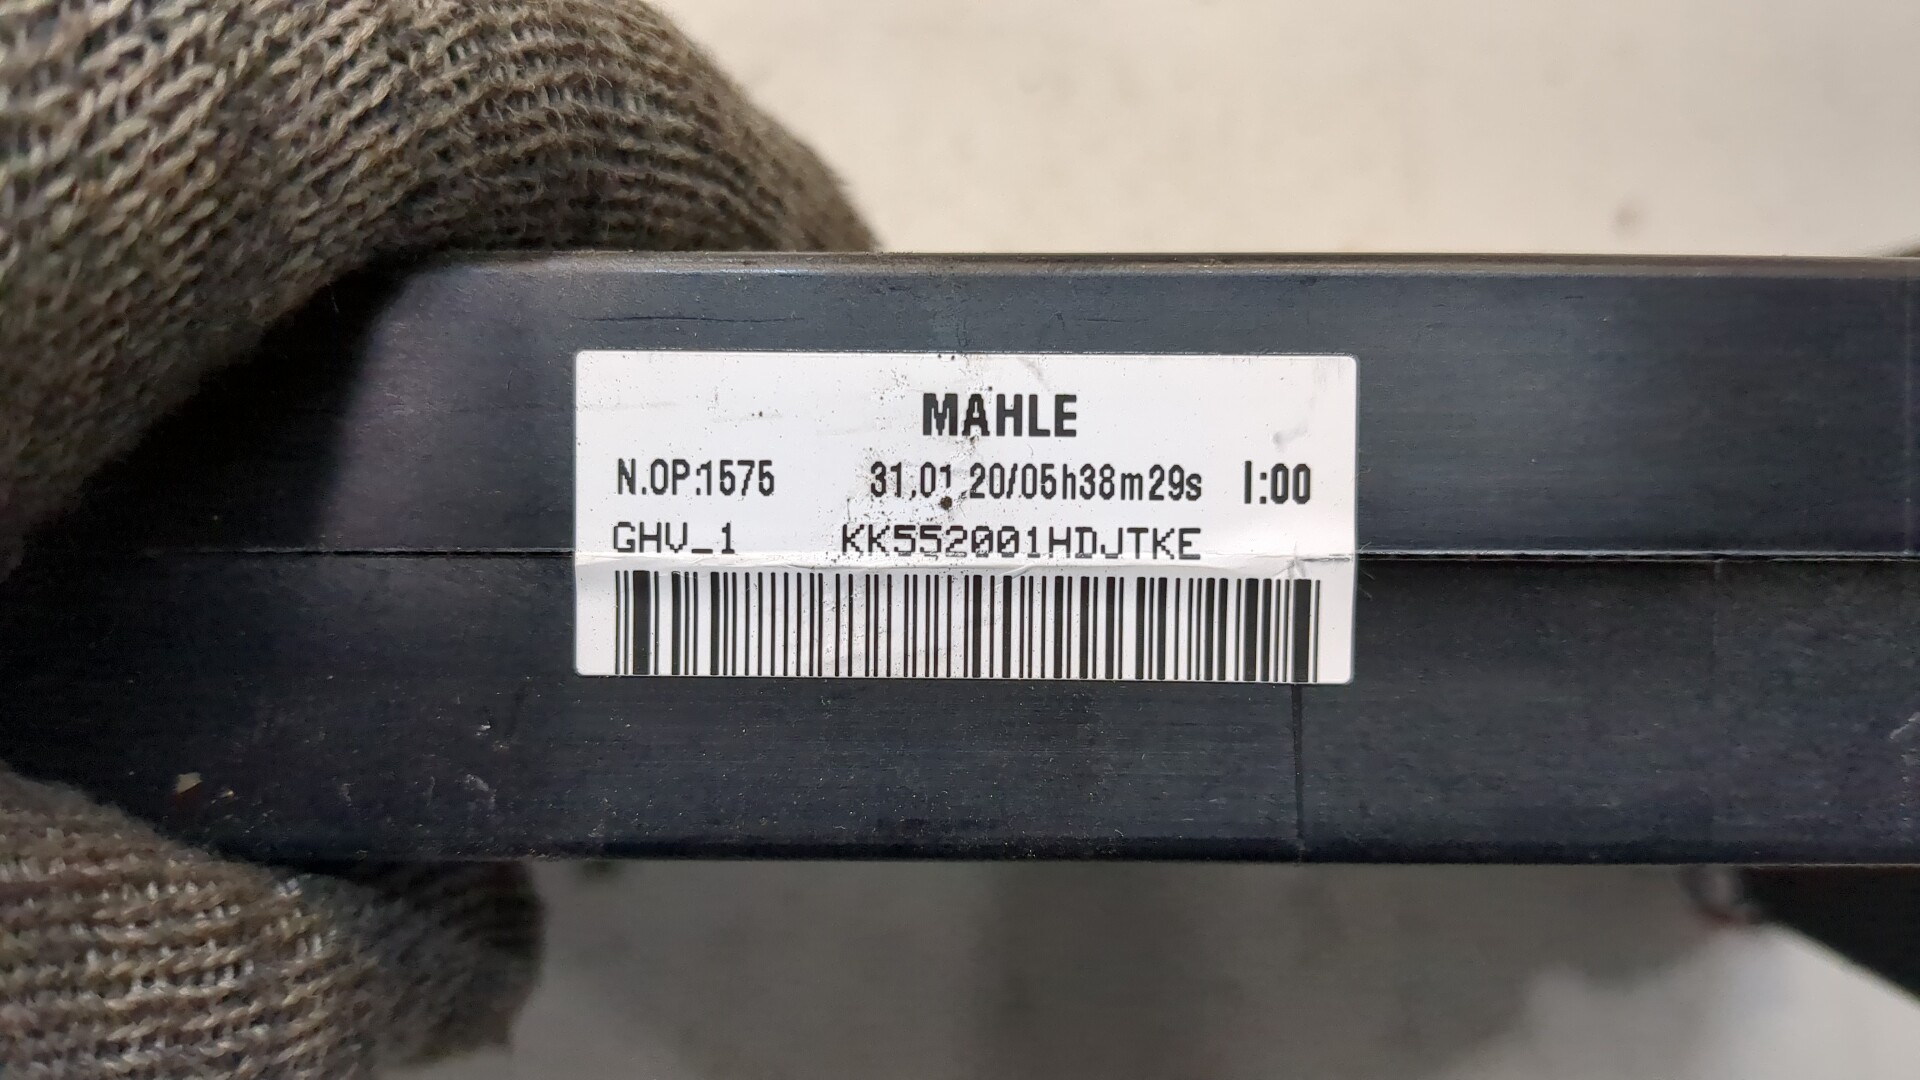 MAHLE
N.OP:1575 31.01.20/05h38m29s I:00
GHV_1 KK552001HDJTKE